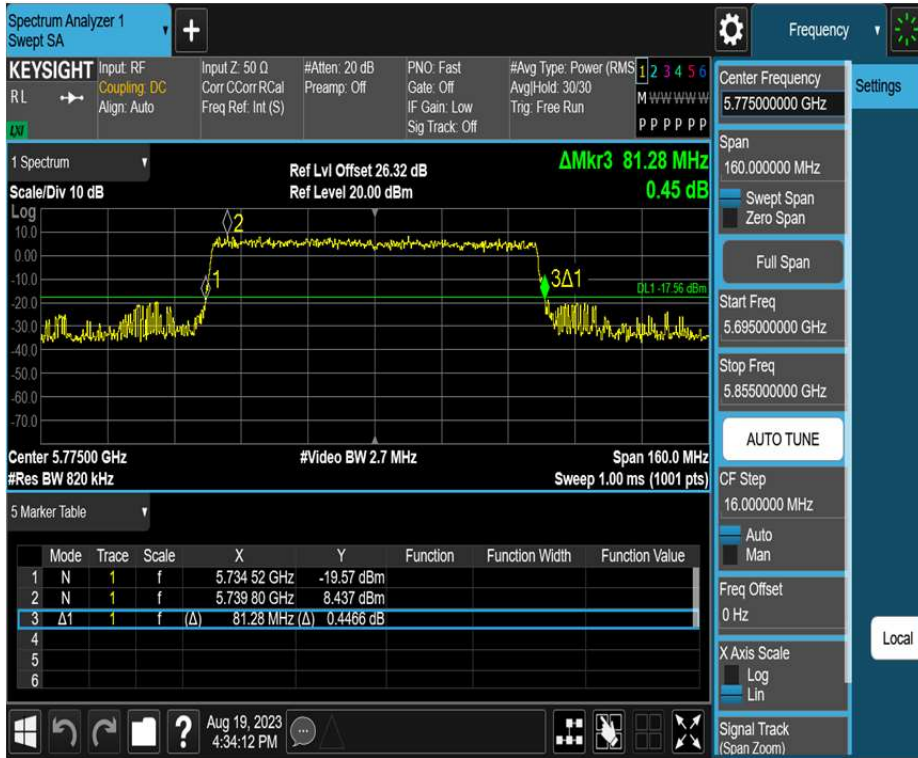 Spectrum Analyzer 1
Swept SA
+
Frequency
KEYSIGHT
RL
LXI
Input: RF
Coupling: DC
Align: Auto
Input Z: 50 Ω
Corr CCorr RCal
Freq Ref: Int (S)
#Atten: 20 dB
Preamp: Off
PNO: Fast
Gate: Off
IF Gain: Low
Sig Track: Off
#Avg Type: Power (RMS
Avg|Hold: 30/30
Trig: Free Run
1 2 3 4 5 6
M W W W W W
P P P P P P
1 Spectrum
Scale/Div 10 dB
Ref Lvl Offset 26.32 dB
Ref Level 20.00 dBm
ΔMkr3 81.28 MHz
0.45 dB
Log
10.0
0.00
-10.0
-20.0
-30.0
-40.0
-50.0
-60.0
-70.0
2
1
3Δ1
DL1 -17.56 dBm
Center 5.77500 GHz
#Video BW 2.7 MHz
Span 160.0 MHz
#Res BW 820 kHz
Sweep 1.00 ms (1001 pts)
5 Marker Table
Mode Trace Scale X Y Function Function Width Function Value
1 N 1 f 5.734 52 GHz -19.57 dBm
2 N 1 f 5.739 80 GHz 8.437 dBm
3 Δ1 1 f (Δ) 81.28 MHz (Δ) 0.4466 dB
4
5
6
?
Aug 19, 2023
4:34:12 PM
Center Frequency
5.775000000 GHz
Settings
Span
160.000000 MHz
Swept Span
Zero Span
Full Span
Start Freq
5.695000000 GHz
Stop Freq
5.855000000 GHz
AUTO TUNE
CF Step
16.000000 MHz
Auto
Man
Freq Offset
0 Hz
Local
X Axis Scale
Log
Lin
Signal Track
(Span Zoom)